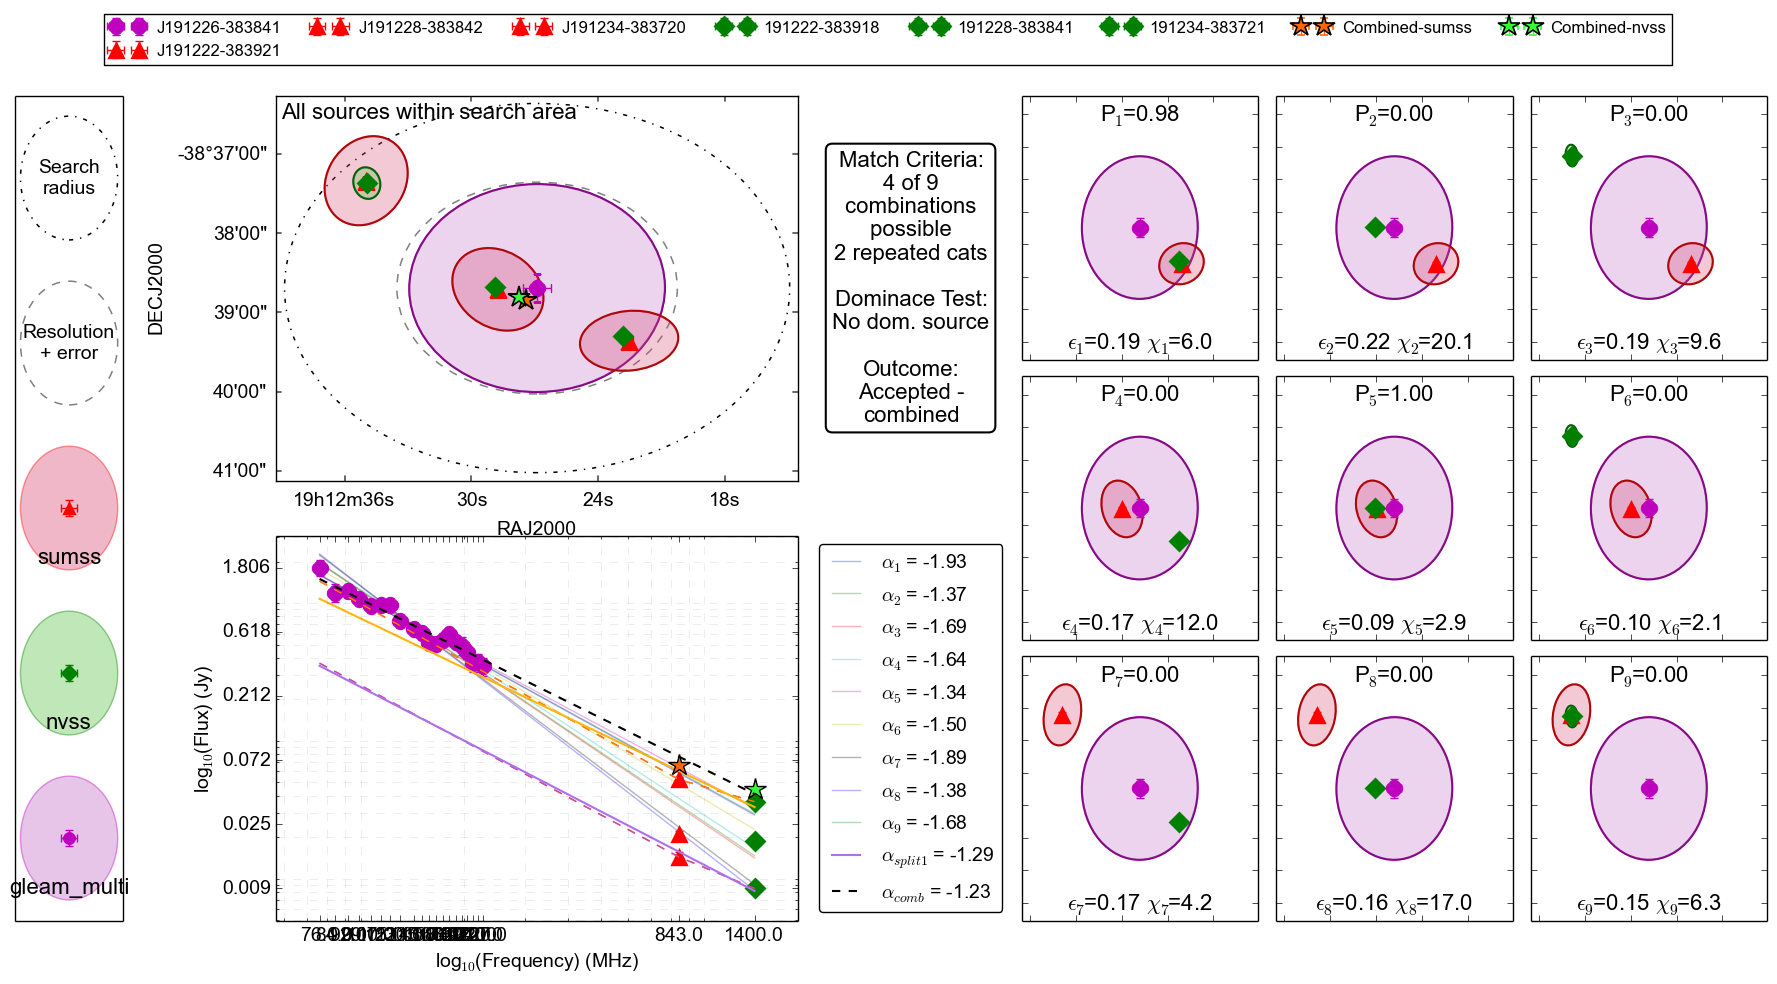 J191226-383841 J191228-383842 J191234-383720 191222-383918 191228-383841 191234-383721 Combined-sumss Combined-nvss
J191222-383921
Search
radius
Resolution
+ error
sumss
nvss
gleam_multi
All sources within search area
DECJ2000
-38°37'00"
38'00"
39'00"
40'00"
41'00"
19h12m36s 30s 24s 18s
RAJ2000
Match Criteria:
4 of 9
combinations
possible
2 repeated cats
Dominace Test:
No dom. source
Outcome:
Accepted -
combined
log₁₀(Flux) (Jy)
1.806
0.618
0.212
0.072
0.025
0.009
843.0 1400.0
log₁₀(Frequency) (MHz)
α₁ = -1.93
α₂ = -1.37
α₃ = -1.69
α₄ = -1.64
α₅ = -1.34
α₆ = -1.50
α₇ = -1.89
α₈ = -1.38
α₉ = -1.68
α_split1 = -1.29
α_comb = -1.23
P₁=0.98 P₂=0.00 P₃=0.00
ϵ₁=0.19 χ₁=6.0 ϵ₂=0.22 χ₂=20.1 ϵ₃=0.19 χ₃=9.6
P₄=0.00 P₅=1.00 P₆=0.00
ϵ₄=0.17 χ₄=12.0 ϵ₅=0.09 χ₅=2.9 ϵ₆=0.10 χ₆=2.1
P₇=0.00 P₈=0.00 P₉=0.00
ϵ₇=0.17 χ₇=4.2 ϵ₈=0.16 χ₈=17.0 ϵ₉=0.15 χ₉=6.3